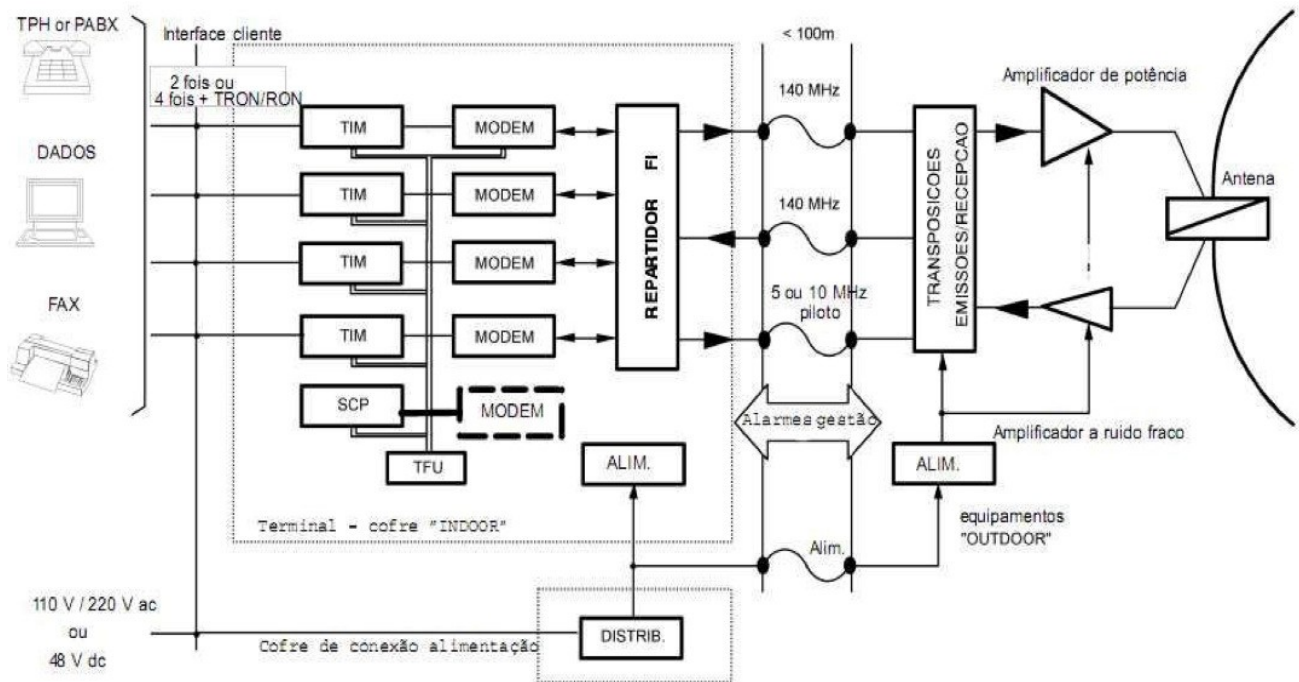 TPH or PABX
Interface cliente
2 fois ou
4 fois + TRON/RON
DADOS
FAX
TIM
MODEM
TIM
MODEM
TIM
MODEM
TIM
MODEM
SCP
MODEM
TFU
REPARTIDOR FI
ALIM.
Terminal - cofre "INDOOR"
< 100m
140 MHz
140 MHz
5 ou 10 MHz
piloto
Alarmes gestão
Alim.
TRANSPOSICOES
EMISSOES/RECEPCAO
Amplificador de potência
Antena
Amplificador a ruido fraco
ALIM.
equipamentos
"OUTDOOR"
110 V / 220 V ac
ou
48 V dc
Cofre de conexão alimentação
DISTRIB.